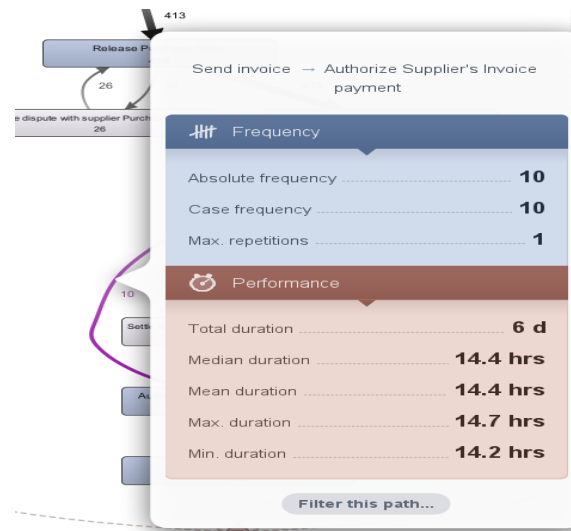 413
Release P
26
e dispute with supplier Purch
26
10
Settl
Au
Send invoice → Authorize Supplier's Invoice
payment
Frequency
Absolute frequency 10
Case frequency 10
Max. repetitions 1
Performance
Total duration 6 d
Median duration 14.4 hrs
Mean duration 14.4 hrs
Max. duration 14.7 hrs
Min. duration 14.2 hrs
Filter this path...